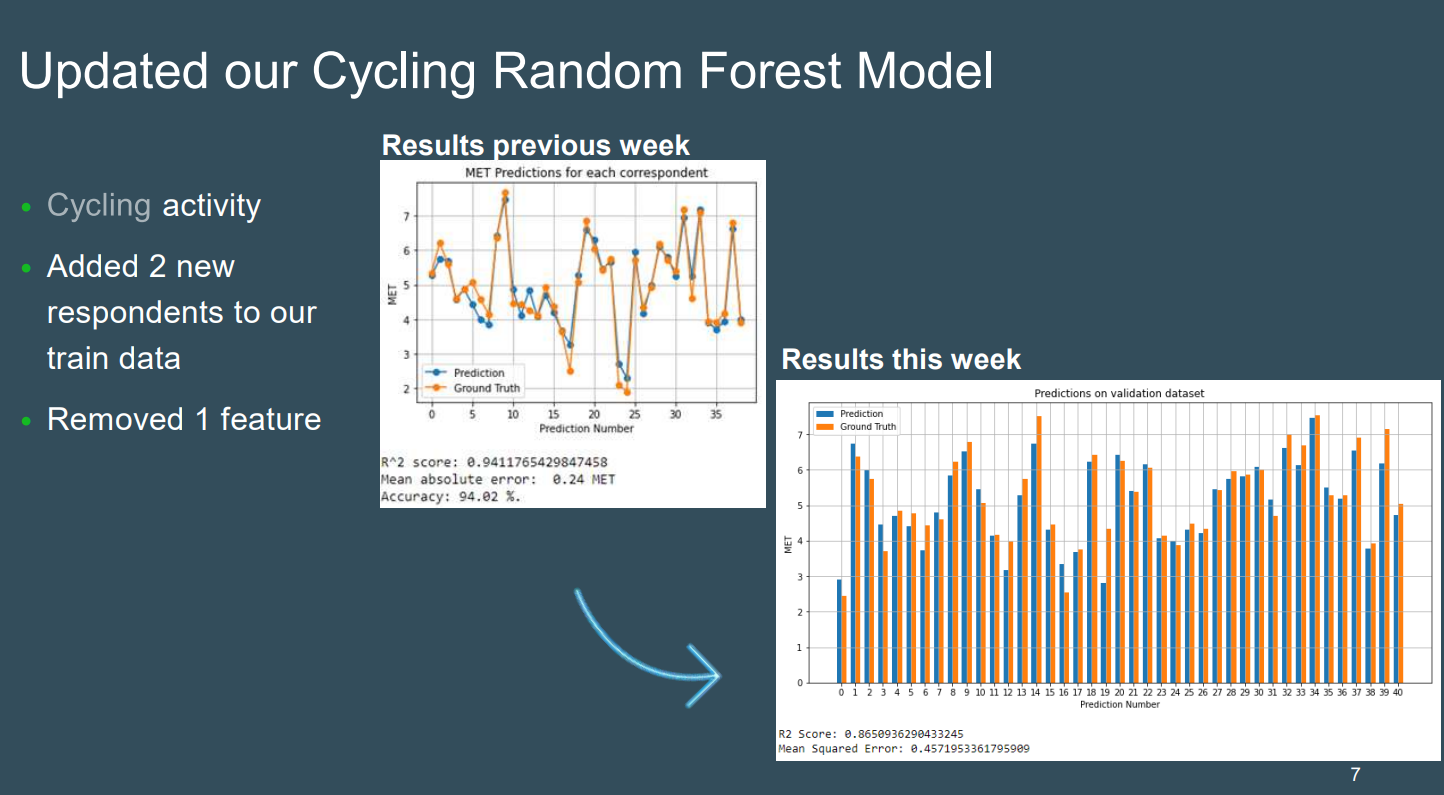 Updated our Cycling Random Forest Model
Cycling activity
Added 2 new
respondents to our
train data
Removed 1 feature
Results previous week
MET Predictions for each correspondent
7
6
5
4
3
2
MET
Prediction
Ground Truth
0 5 10 15 20 25 30 35
Prediction Number
R^2 score: 0.9411765429847458
Mean absolute error: 0.24 MET
Accuracy: 94.02 %.
Results this week
Predictions on validation dataset
Prediction
Ground Truth
7
6
5
4
3
2
1
0
MET
0 1 2 3 4 5 6 7 8 9 10 11 12 13 14 15 16 17 18 19 20 21 22 23 24 25 26 27 28 29 30 31 32 33 34 35 36 37 38 39 40
Prediction Number
R2 Score: 0.8650936290433245
Mean Squared Error: 0.4571953361795909
7